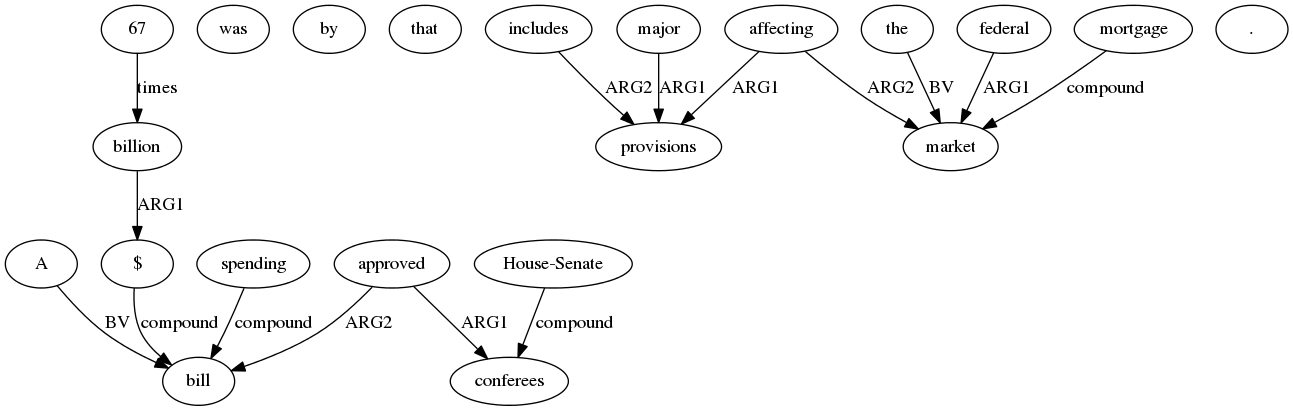 67 was by that includes major affecting the federal mortgage .
times ARG2 ARG1 ARG1 ARG2 BV ARG1 compound
billion provisions market
ARG1
A $ spending approved House-Senate
BV compound compound ARG2 ARG1 compound
bill conferees